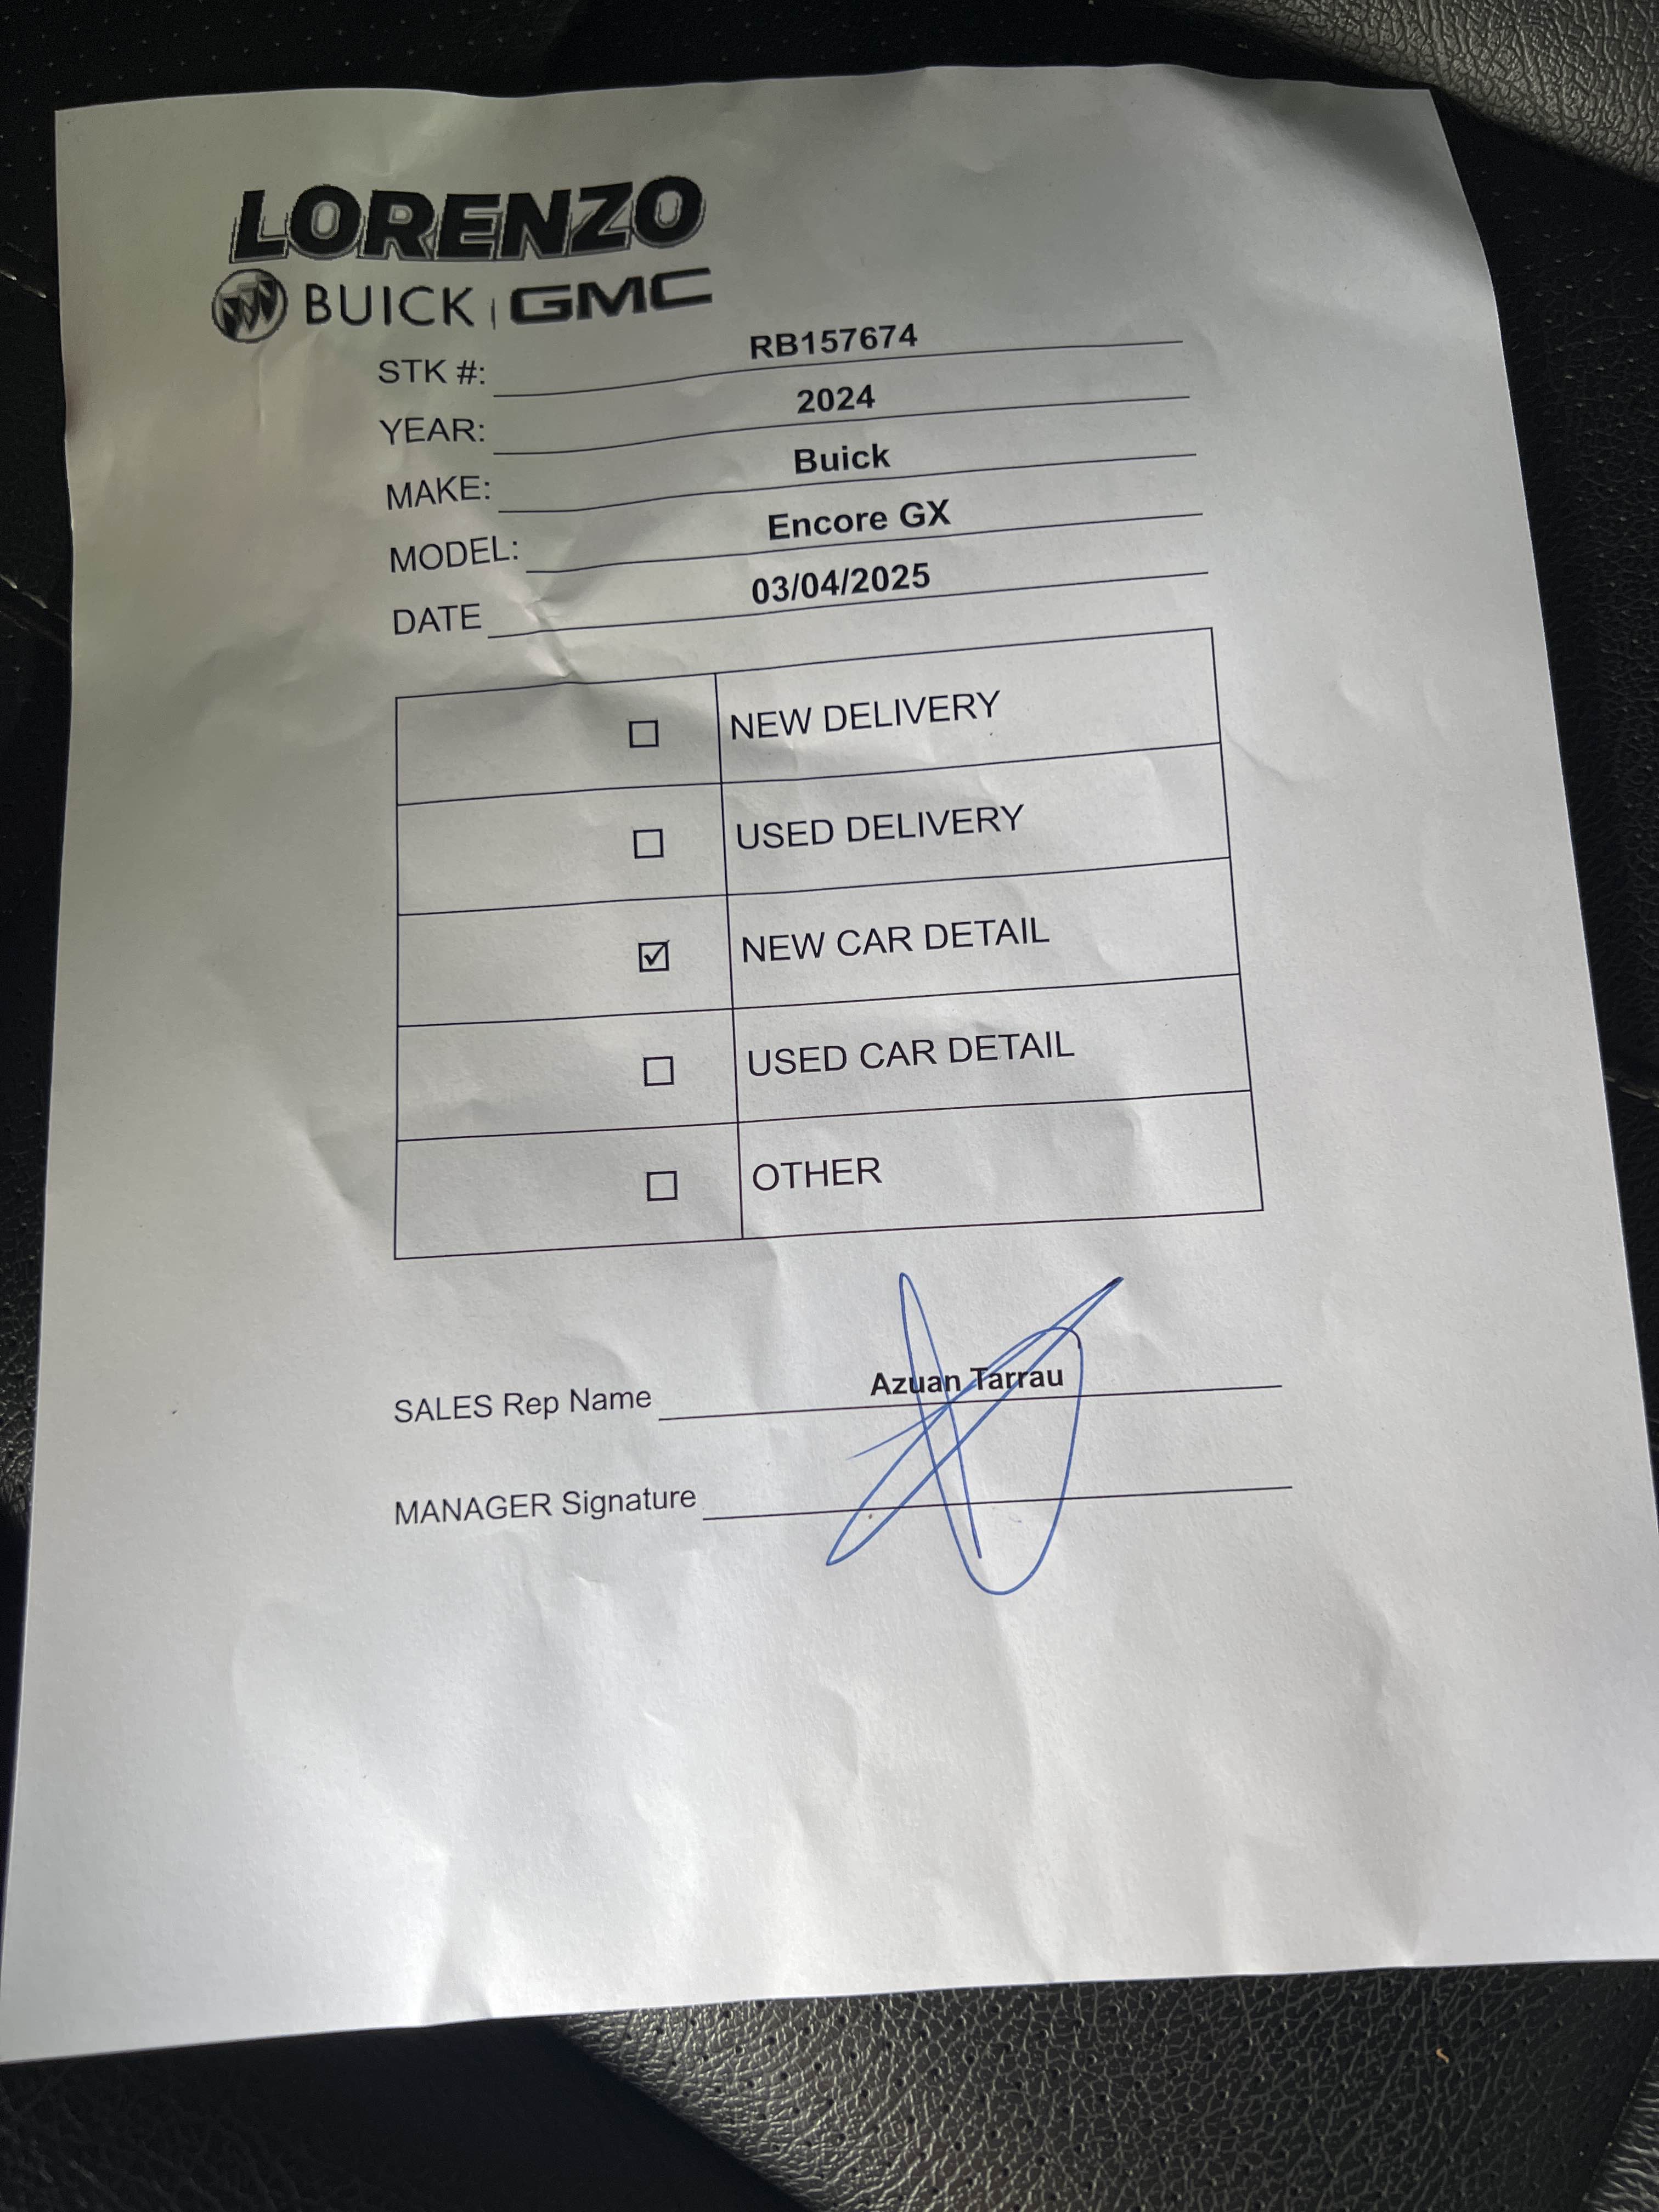 LORENZO
BUICK | GMC
STK #: RB157674
YEAR: 2024
MAKE: Buick
MODEL: Encore GX
DATE 03/04/2025
☐ NEW DELIVERY
☐ USED DELIVERY
☑ NEW CAR DETAIL
☐ USED CAR DETAIL
☐ OTHER
SALES Rep Name Azuan Tarrau
MANAGER Signature